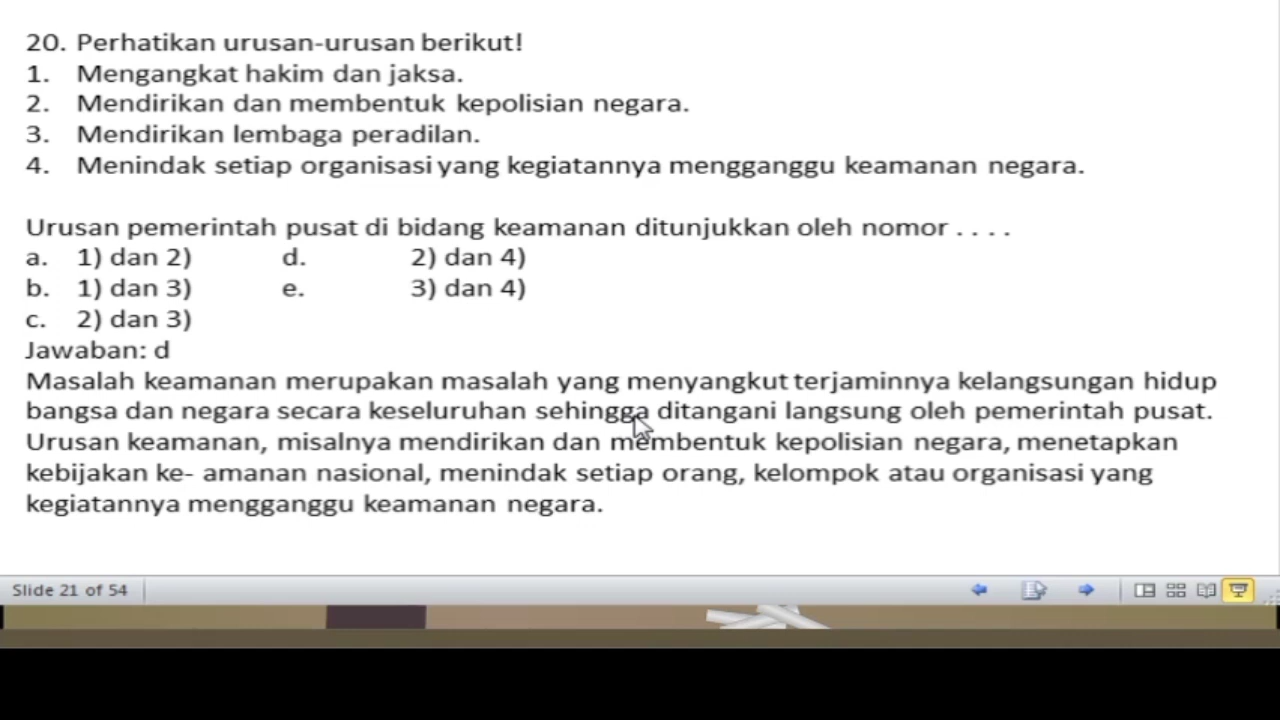 20. Perhatikan urusan-urusan berikut!
1. Mengangkat hakim dan jaksa.
2. Mendirikan dan membentuk kepolisian negara.
3. Mendirikan lembaga peradilan.
4. Menindak setiap organisasi yang kegiatannya mengganggu keamanan negara.
Urusan pemerintah pusat di bidang keamanan ditunjukkan oleh nomor . . . .
a. 1) dan 2) d. 2) dan 4)
b. 1) dan 3) e. 3) dan 4)
c. 2) dan 3)
Jawaban: d
Masalah keamanan merupakan masalah yang menyangkut terjaminnya kelangsungan hidup
bangsa dan negara secara keseluruhan sehingga ditangani langsung oleh pemerintah pusat.
Urusan keamanan, misalnya mendirikan dan membentuk kepolisian negara, menetapkan
kebijakan ke- amanan nasional, menindak setiap orang, kelompok atau organisasi yang
kegiatannya mengganggu keamanan negara.
Slide 21 of 54